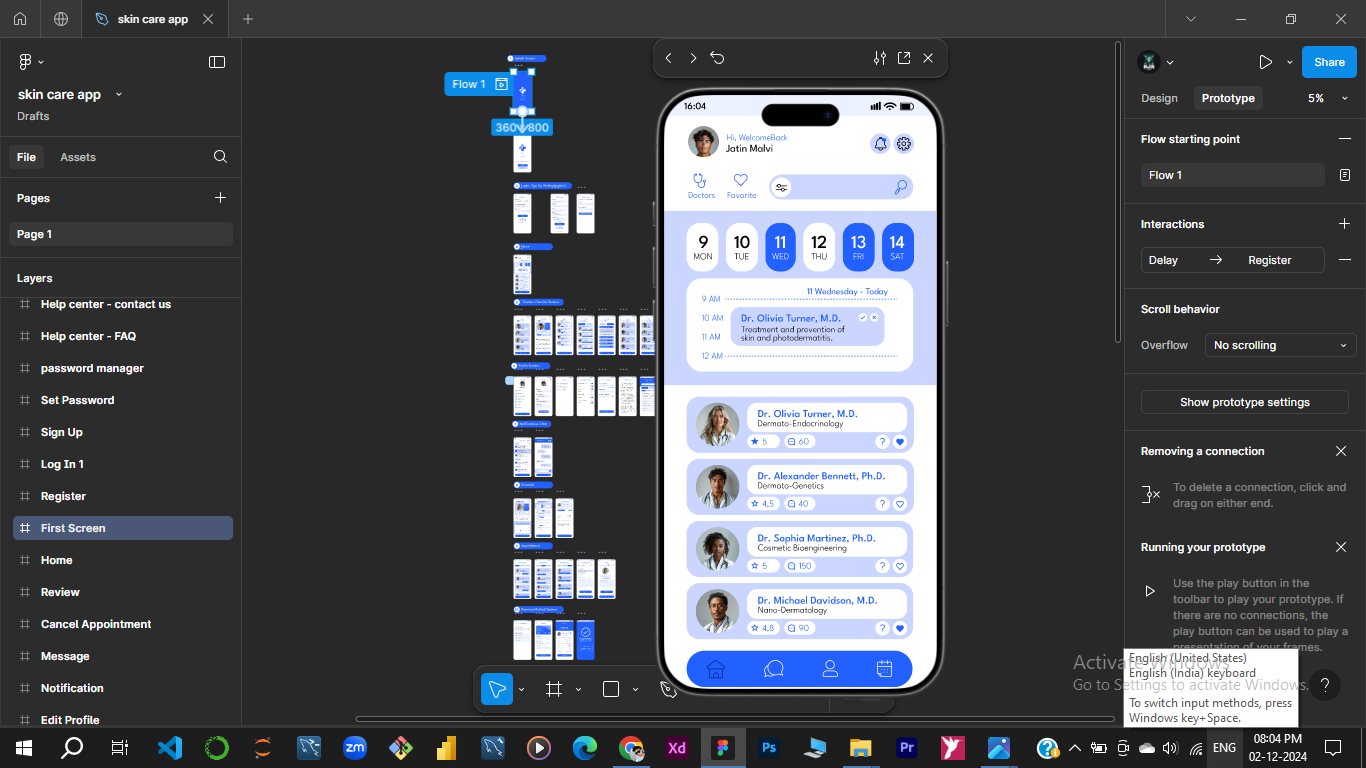 skin care app
skin care app
Drafts
File
Assets
Pages
Page 1
Layers
Help center - contact us
Help center - FAQ
password manager
Set Password
Sign Up
Log In 1
Register
First Screen
Home
Review
Cancel Appointment
Message
Notification
Edit Profile
Flow 1
360 800
16:04
Hi, WelcomeBack
Jatin Malvi
Doctors
Favorite
9
MON
10
TUE
11
WED
12
THU
13
FRI
14
SAT
11 Wednesday - Today
9 AM
10 AM
Dr. Olivia Turner, M.D.
Treatment and prevention of
11 AM
skin and photodermatitis.
12 AM
Dr. Olivia Turner, M.D.
Dermato-Endocrinology
5
60
?
Dr. Alexander Bennett, Ph.D.
Dermato-Genetics
4,5
40
?
Dr. Sophia Martinez, Ph.D.
Cosmetic Bioengineering
5
150
?
Dr. Michael Davidson, M.D.
Nano-Dermatology
4,8
90
?
Share
Design
Prototype
5%
Flow starting point
Flow 1
Interactions
Delay
Register
Scroll behavior
Overflow
No scrolling
Show prototype settings
Removing a connection
To delete a connection, click and
drag on either end.
Running your prototype
Use the play button in the
toolbar to play your prototype. If
there are no connections, the
play button can be used to play a
presentation of your frames.
Activate Windows
Go to Settings to activate Windows.
English (United States)
English (India) keyboard
To switch input methods, press
Windows key+Space.
?
zm
Xd
Ps
Pr
?
ENG
08:04 PM
02-12-2024